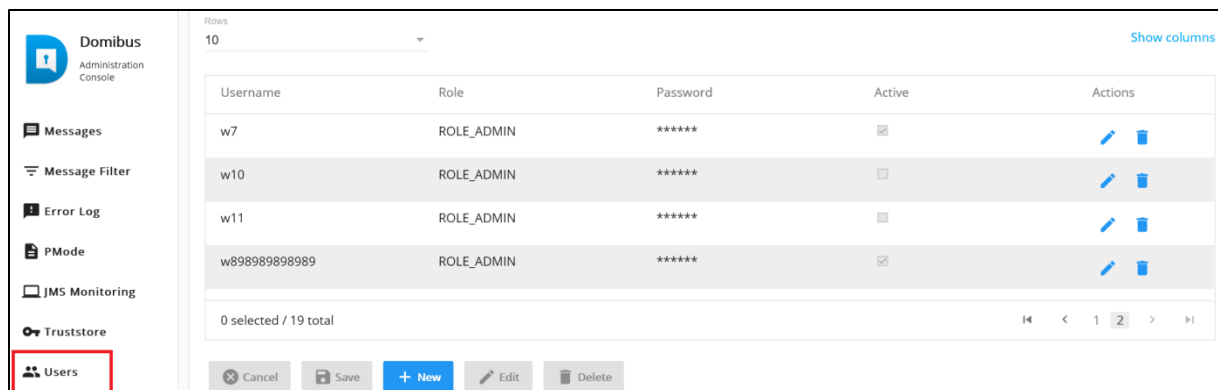 Domibus
Administration
Console
Messages
Message Filter
Error Log
PMode
JMS Monitoring
Truststore
Users
Rows
10
Show columns
Username Role Password Active Actions
w7 ROLE_ADMIN ******
w10 ROLE_ADMIN ******
w11 ROLE_ADMIN ******
w898989898989 ROLE_ADMIN ******
0 selected / 19 total 1 2
Cancel Save + New Edit Delete